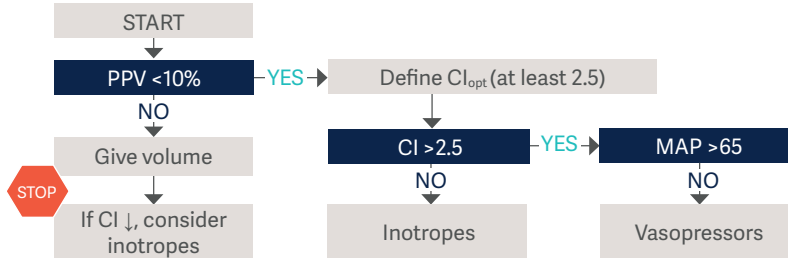 START
PPV <10%
YES
Define CIopt (at least 2.5)
NO
CI >2.5
YES
MAP >65
Give volume
STOP
NO
NO
If CI ↓, consider
inotropes
Inotropes
Vasopressors